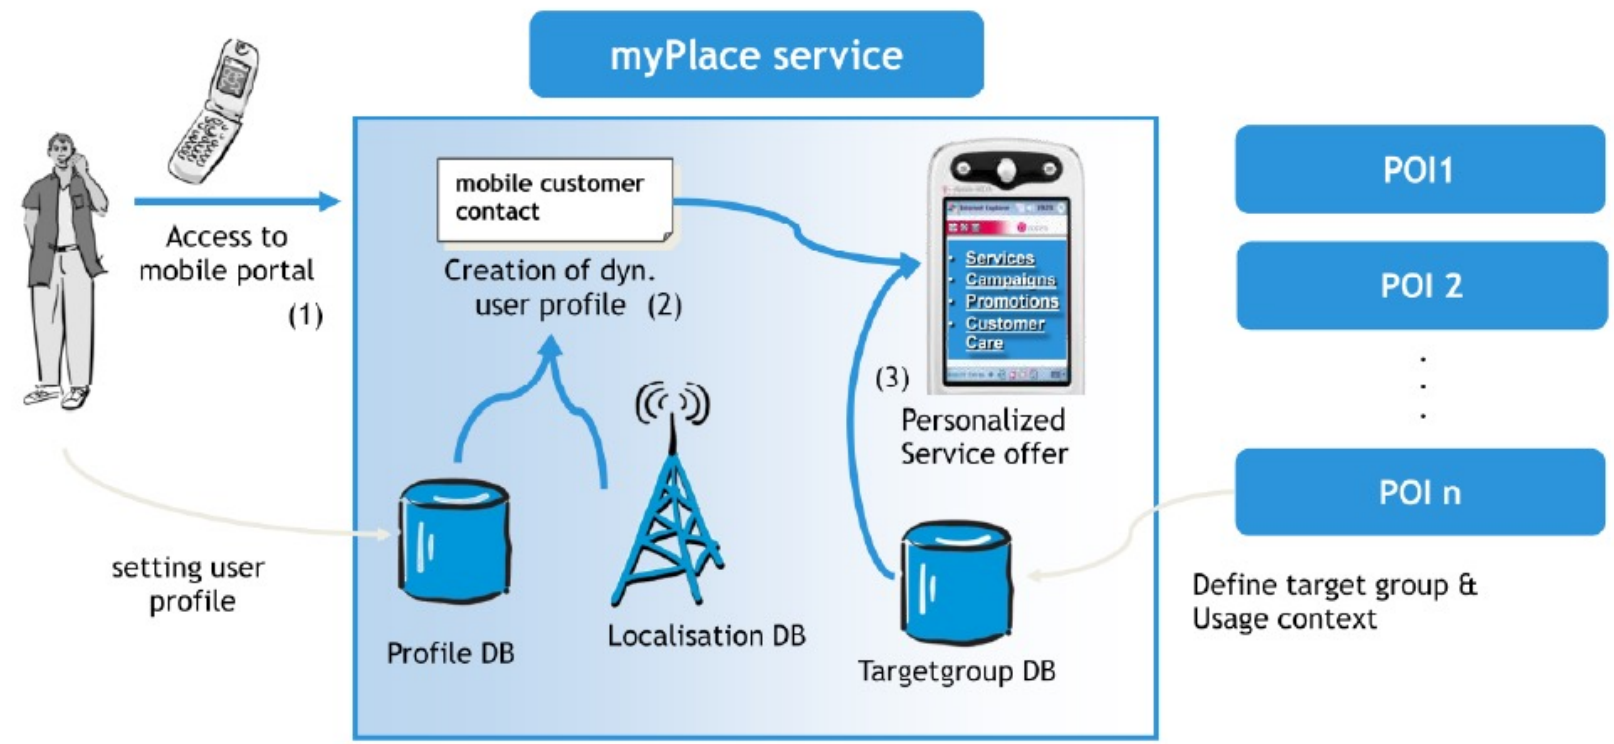 myPlace service
Access to
mobile portal
(1)
mobile customer
contact
Creation of dyn.
user profile (2)
Services
Campaigns
Promotions
Customer
Care
(3)
Personalized
Service offer
POI1
POI 2
.
.
.
POI n
setting user
profile
Profile DB
Localisation DB
Targetgroup DB
Define target group &
Usage context